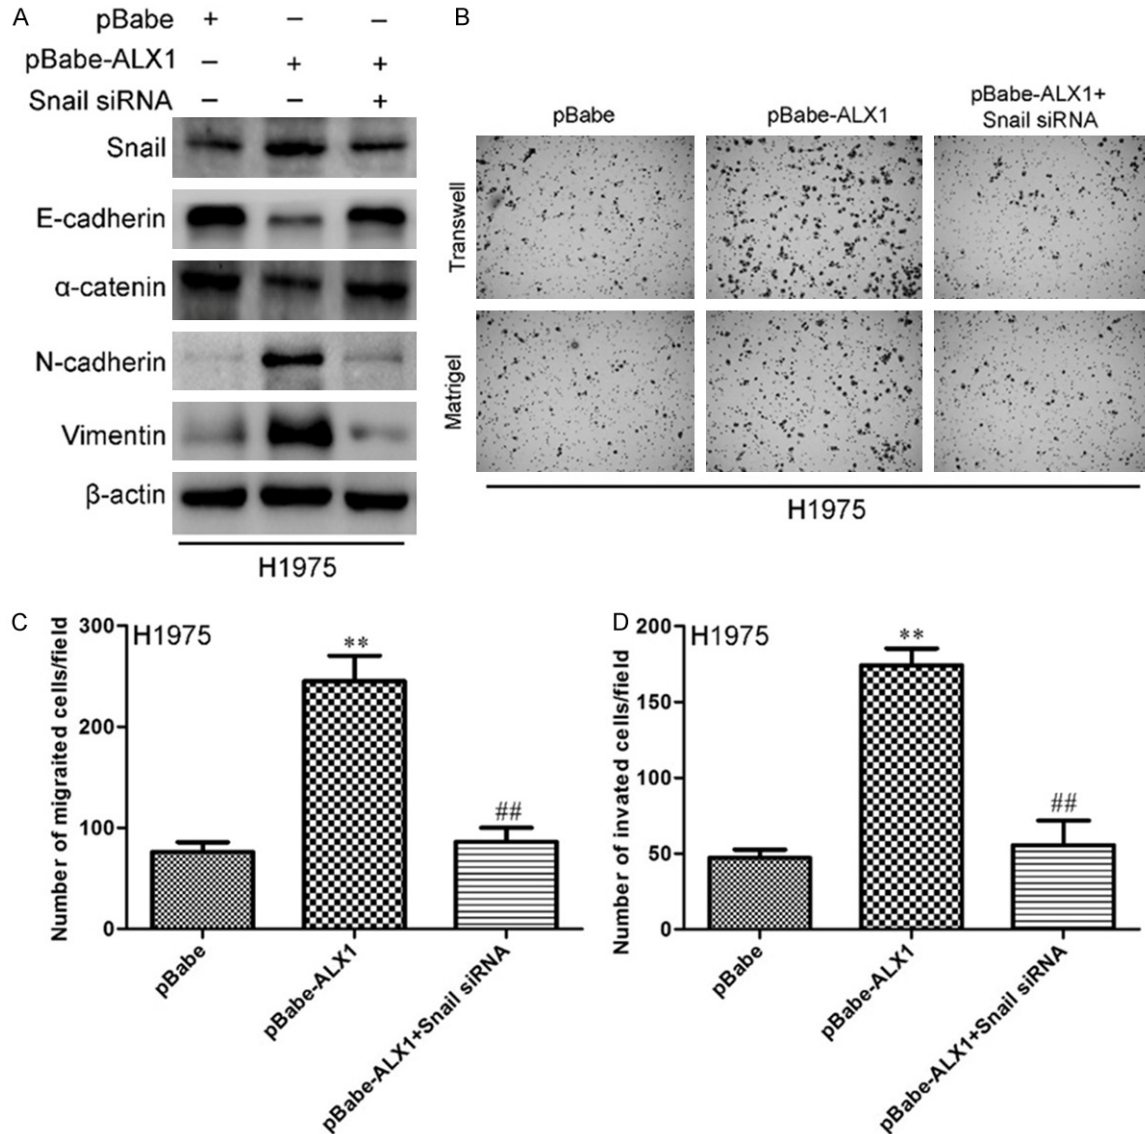 A
pBabe + − −
pBabe-ALX1 − + +
Snail siRNA − − +
Snail
E-cadherin
α-catenin
N-cadherin
Vimentin
β-actin
H1975
B
pBabe
pBabe-ALX1
pBabe-ALX1+
Snail siRNA
Transwell
Matrigel
H1975
C
H1975
Number of migraited cells/field
300
200
100
0
**
##
pBabe
pBabe-ALX1
pBabe-ALX1+Snail siRNA
D
H1975
Number of invated cells/field
200
150
100
50
0
**
##
pBabe
pBabe-ALX1
pBabe-ALX1+Snail siRNA